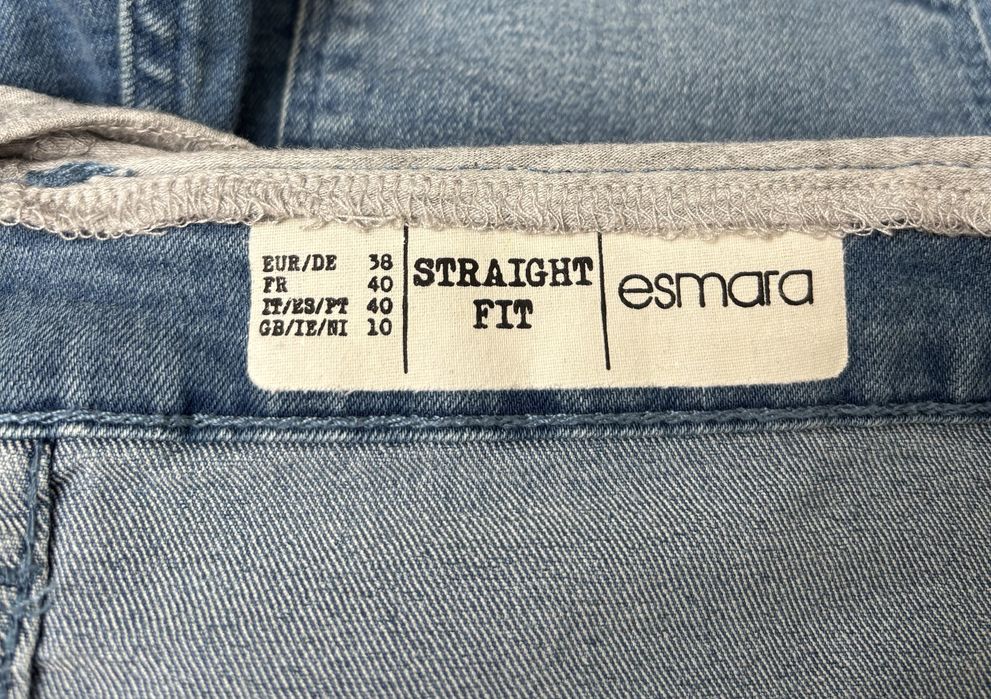 EUR/DE 38
FR 40
IT/ES/PT 40
GB/IE/NI 10
STRAIGHT
FIT
esmara